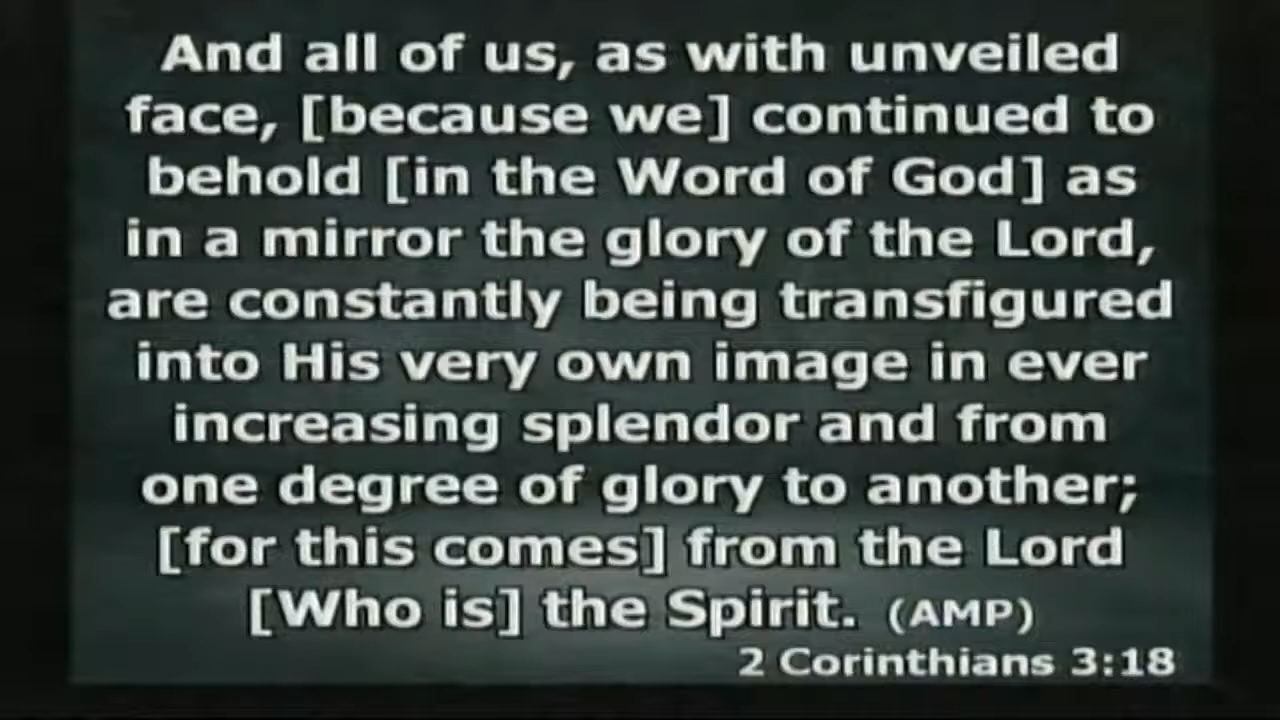 And all of us, as with unveiled
face, [because we] continued to
behold [in the Word of God] as
in a mirror the glory of the Lord,
are constantly being transfigured
into His very own image in ever
increasing splendor and from
one degree of glory to another;
[for this comes] from the Lord
[Who is] the Spirit. (AMP)
2 Corinthians 3:18